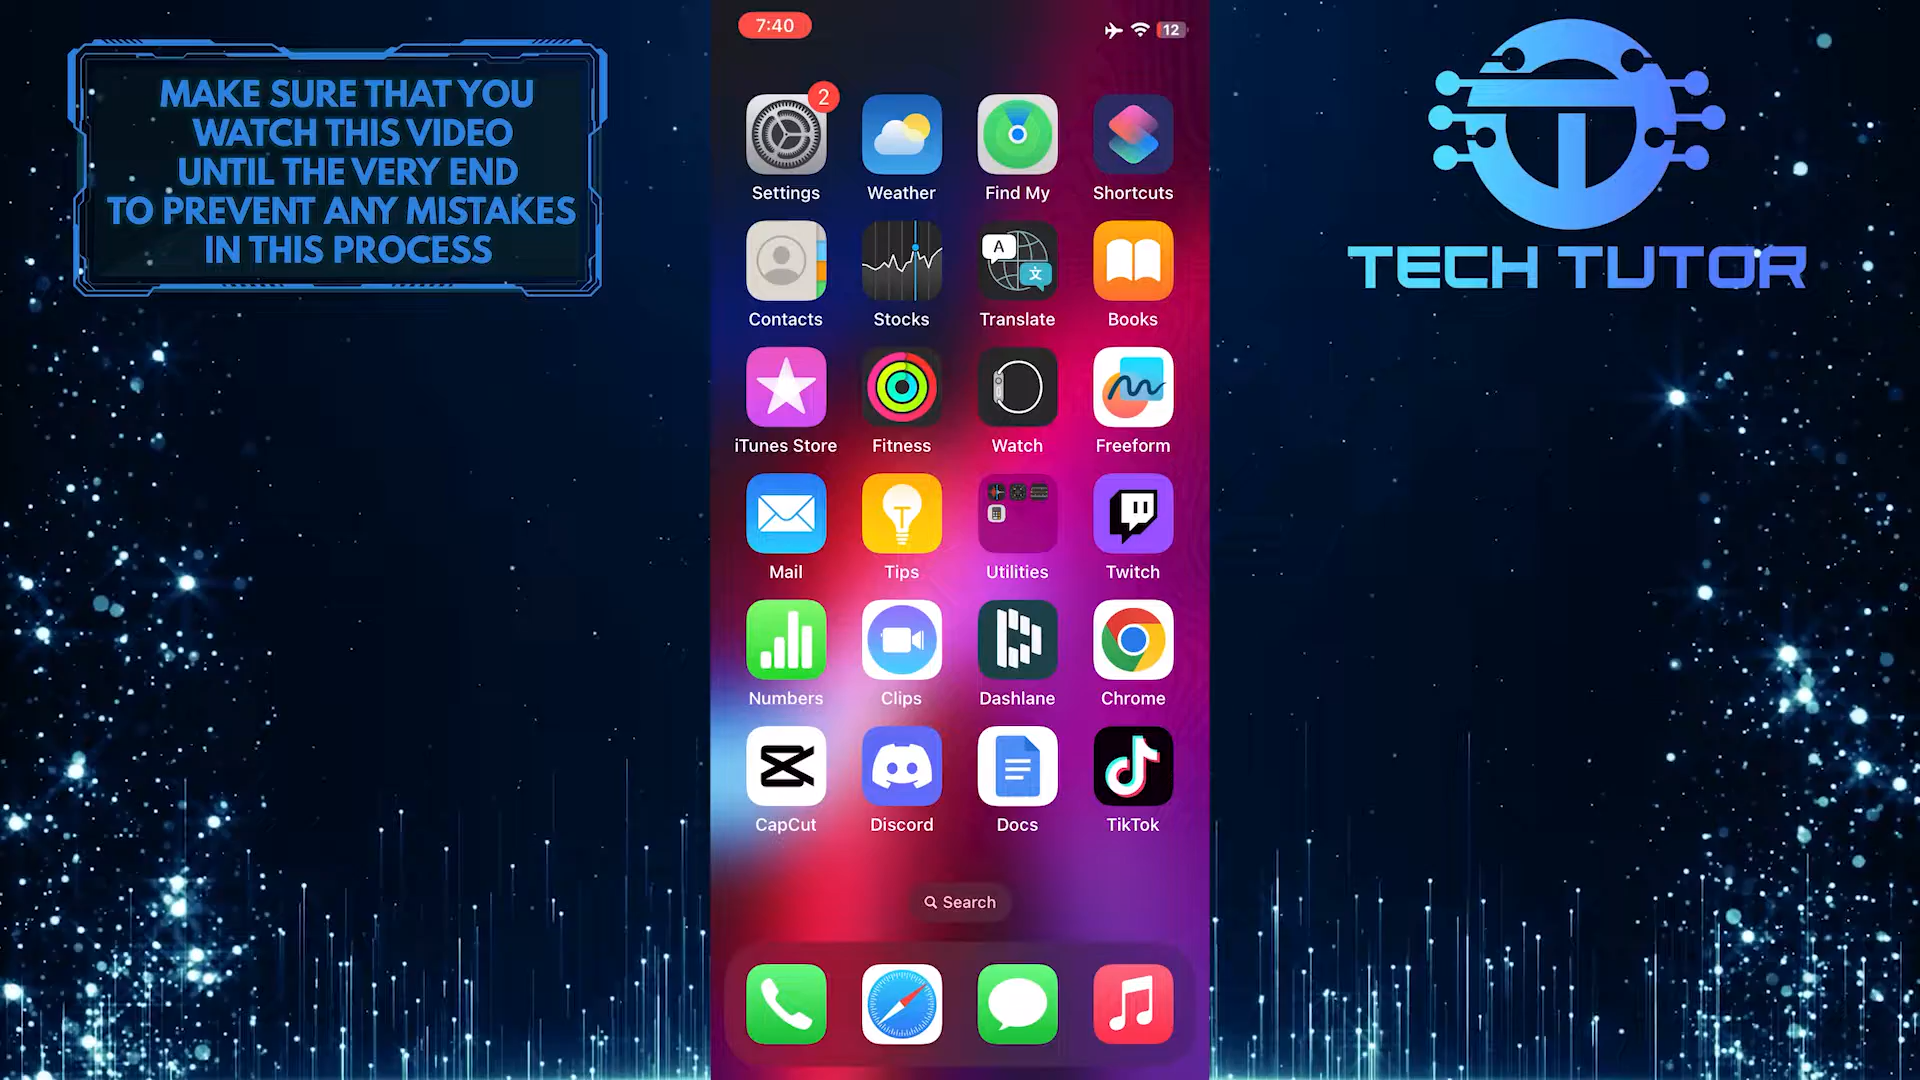 MAKE SURE THAT YOU
WATCH THIS VIDEO
UNTIL THE VERY END
TO PREVENT ANY MISTAKES
IN THIS PROCESS
7:40
12
2
Settings
Weather
Find My
Shortcuts
A
文
Contacts
Stocks
Translate
Books
iTunes Store
Fitness
Watch
Freeform
Mail
Tips
Utilities
Twitch
Numbers
Clips
Dashlane
Chrome
CapCut
Discord
Docs
TikTok
Search
TECH TUTOR